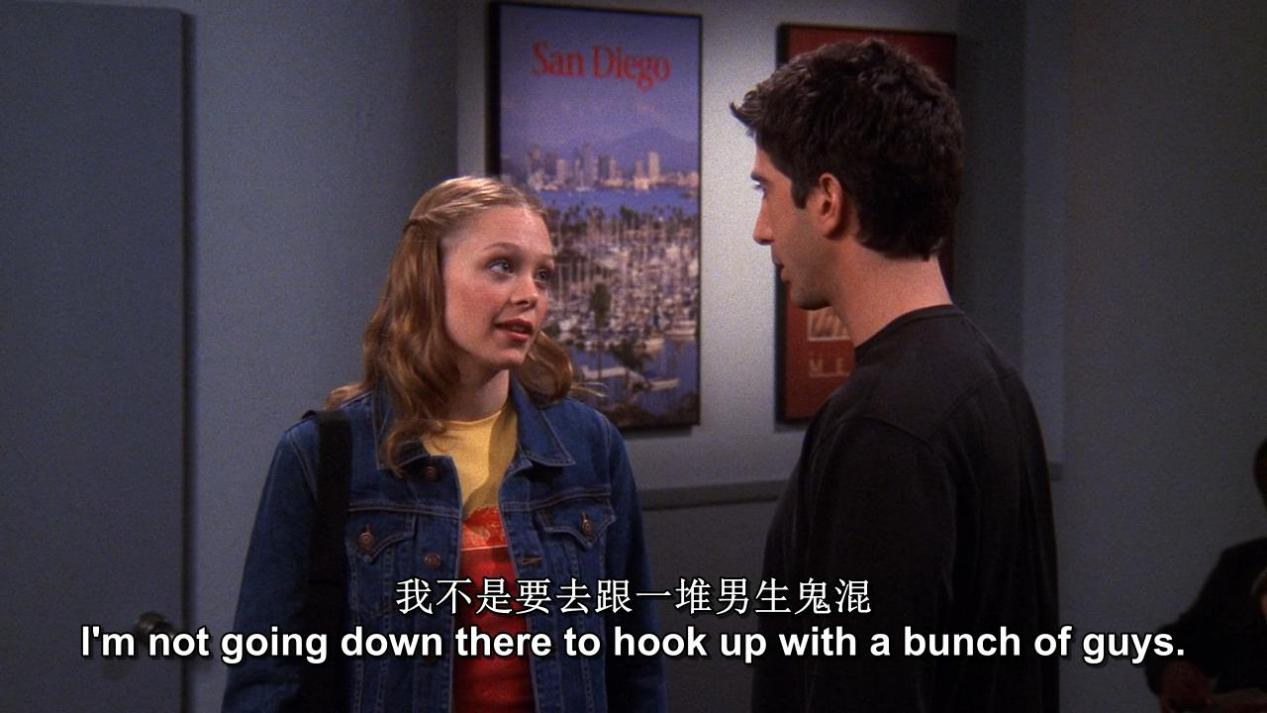 San Diego
我不是要去跟一堆男生鬼混
I'm not going down there to hook up with a bunch of guys.